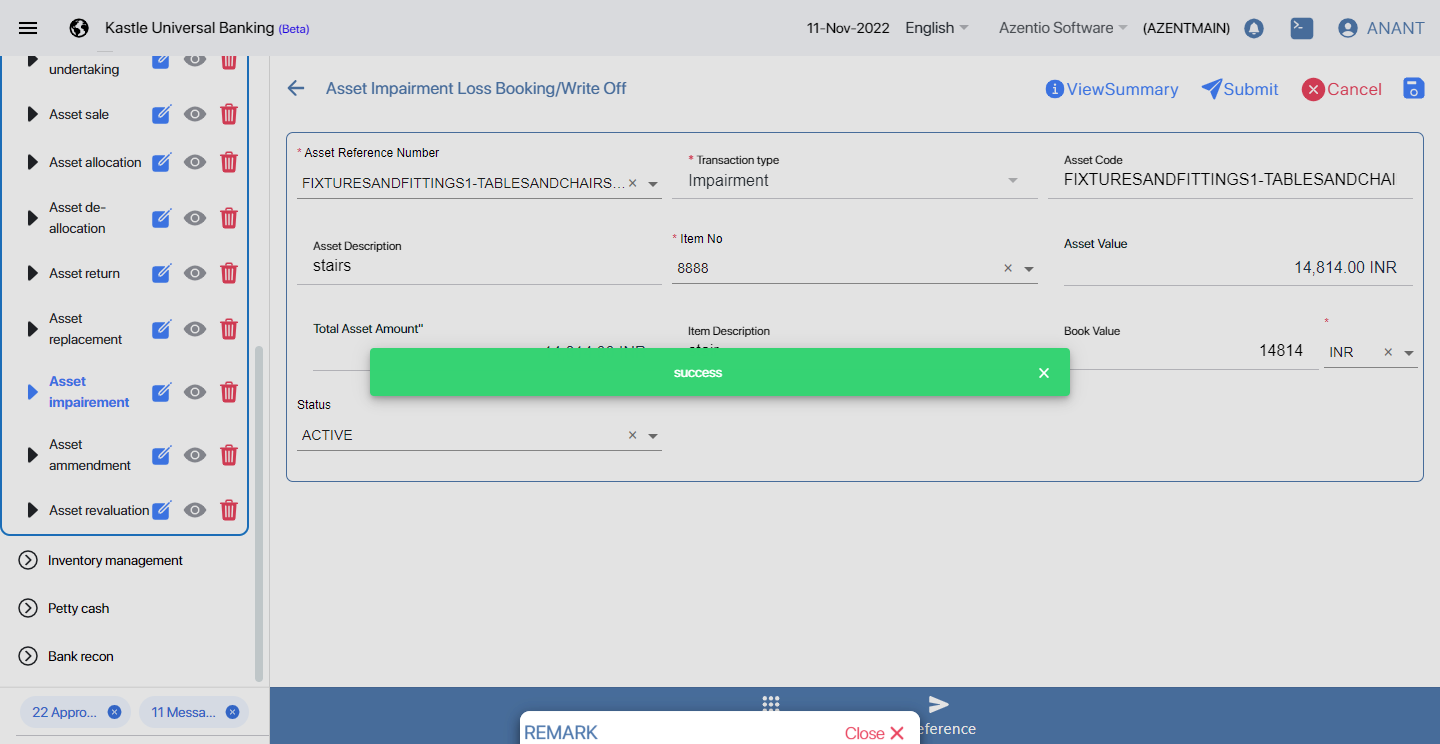 Kastle Universal Banking (Beta)
11-Nov-2022
English
Azentio Software
(AZENTMAIN)
ANANT
undertaking
Asset sale
Asset allocation
Asset de-
allocation
Asset return
Asset
replacement
Asset
impairement
Asset
ammendment
Asset revaluation
Inventory management
Petty cash
Bank recon
22 Appro...
11 Messa...
Asset Impairment Loss Booking/Write Off
ViewSummary
Submit
Cancel
* Asset Reference Number
FIXTURESANDFITTINGS1-TABLESANDCHAIRS...
* Transaction type
Impairment
Asset Code
FIXTURESANDFITTINGS1-TABLESANDCHAI
Asset Description
stairs
* Item No
8888
Asset Value
14,814.00 INR
Total Asset Amount"
Item Description
Book Value
14814
*
INR
success
Status
ACTIVE
REMARK
Close